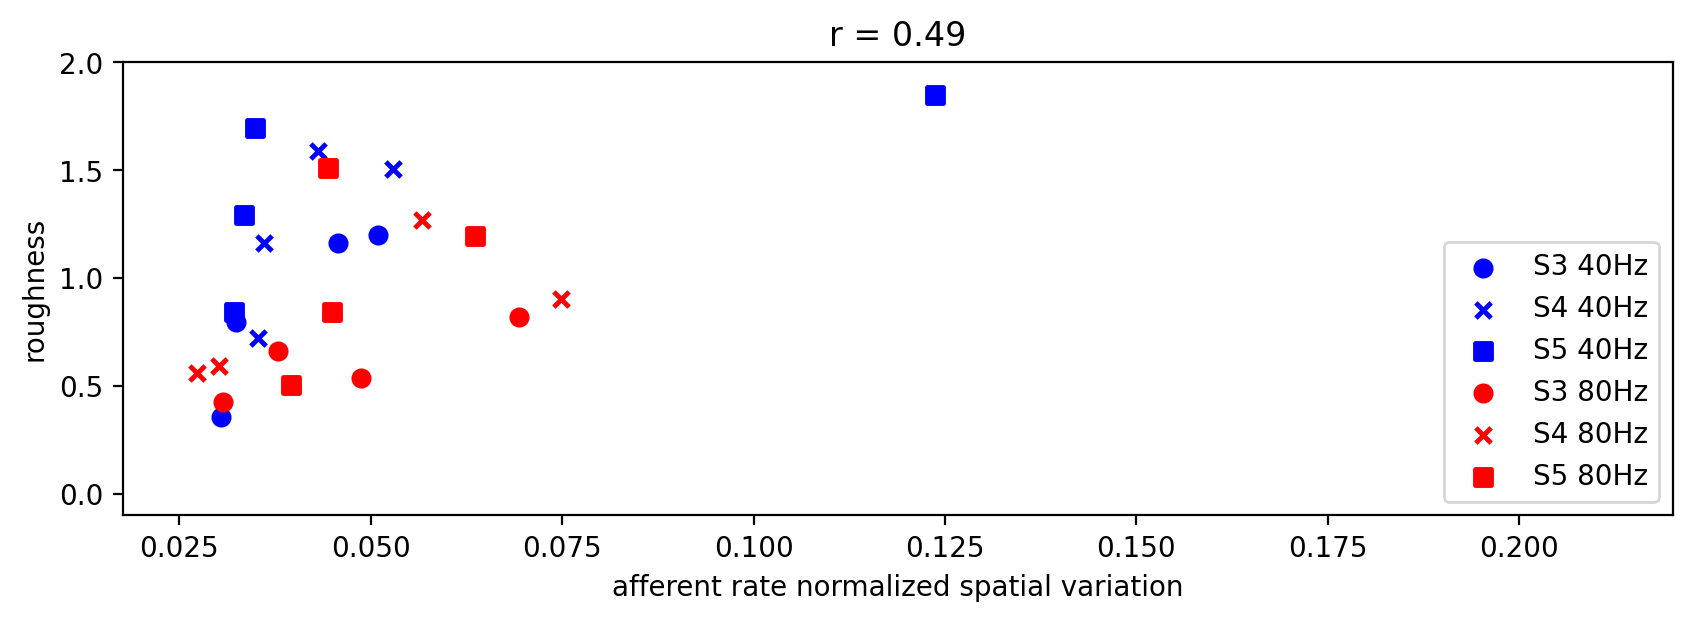 r = 0.49
2.0
1.5
1.0
0.5
0.0
roughness
0.025 0.050 0.075 0.100 0.125 0.150 0.175 0.200
afferent rate normalized spatial variation
S3 40Hz
S4 40Hz
S5 40Hz
S3 80Hz
S4 80Hz
S5 80Hz